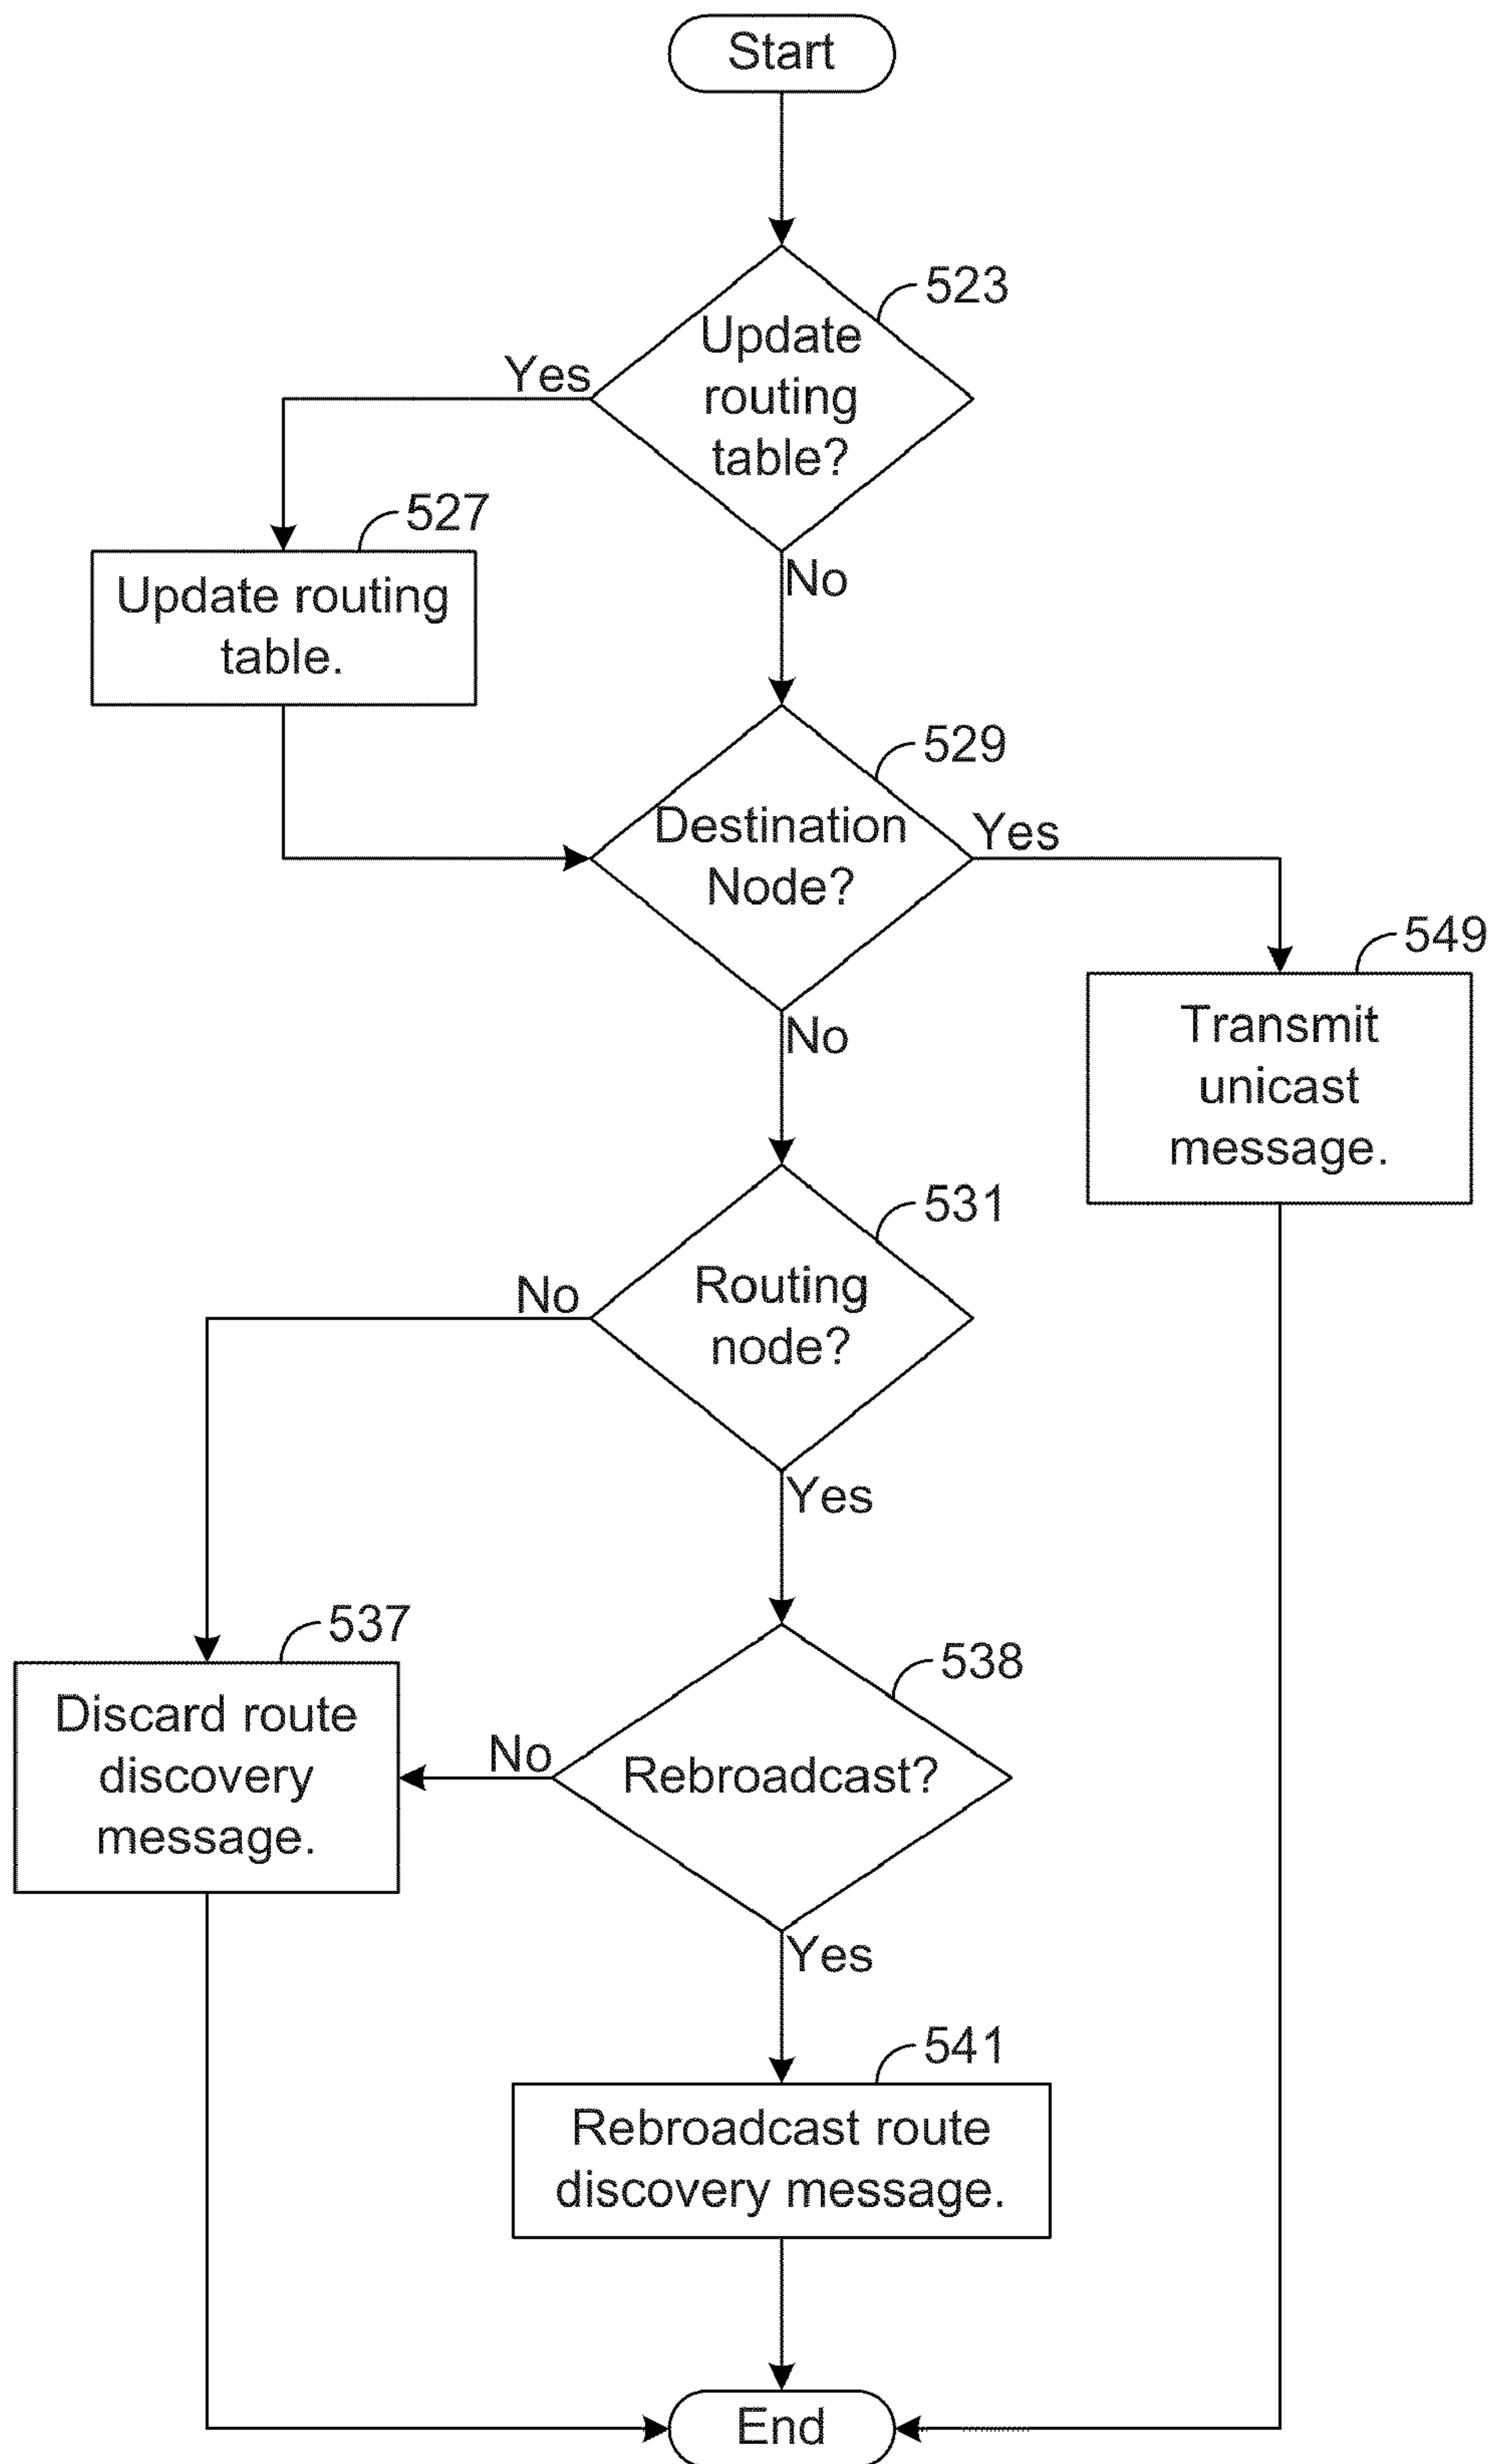 Start
523
Update
routing
table?
Yes
527
Update routing
table.
No
529
Destination
Node?
Yes
549
Transmit
unicast
message.
No
531
Routing
node?
No
Yes
537
Discard route
discovery
message.
538
Rebroadcast?
No
Yes
541
Rebroadcast route
discovery message.
End